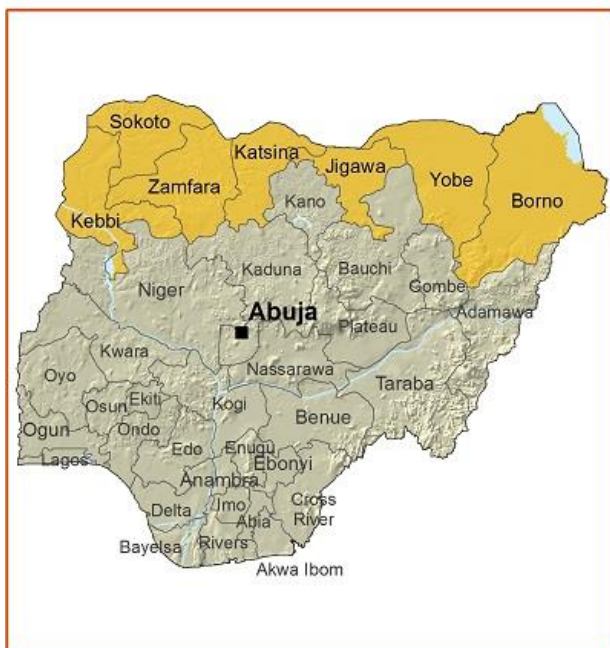 Sokoto
Katsina
Jigawa
Zamfara
Yobe
Borno
Kano
Kebbi
Kaduna
Bauchi
Niger
Gombe
Abuja
Adamawa
Plateau
Kwara
Nassarawa
Oyo
Taraba
Ekiti
Kogi
Osun
Benue
Ogun
Ondo
Edo
Enugu
Lagos
Ebonyi
Anambra
Cross
River
Delta
Imo
Abia
Bayelsa
Rivers
Akwa Ibom